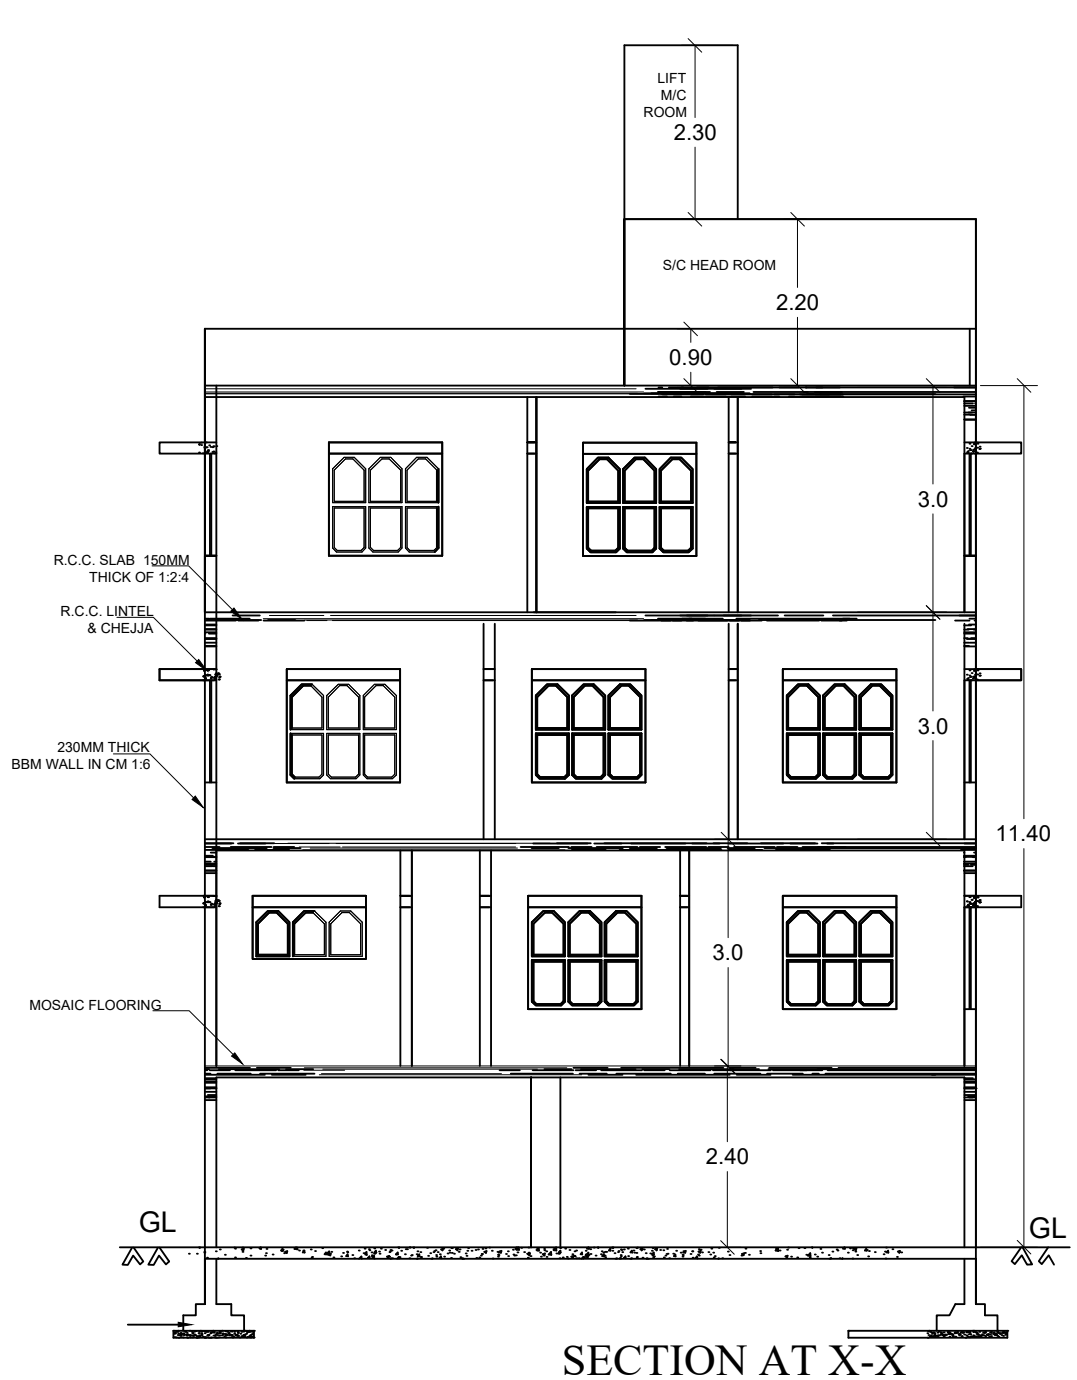 LIFT
M/C
ROOM
2.30
S/C HEAD ROOM
2.20
0.90
3.0
R.C.C. SLAB 150MM
THICK OF 1:2:4
R.C.C. LINTEL
& CHEJJA
3.0
230MM THICK
BBM WALL IN CM 1:6
11.40
3.0
MOSAIC FLOORING
2.40
GL
GL
SECTION AT X-X